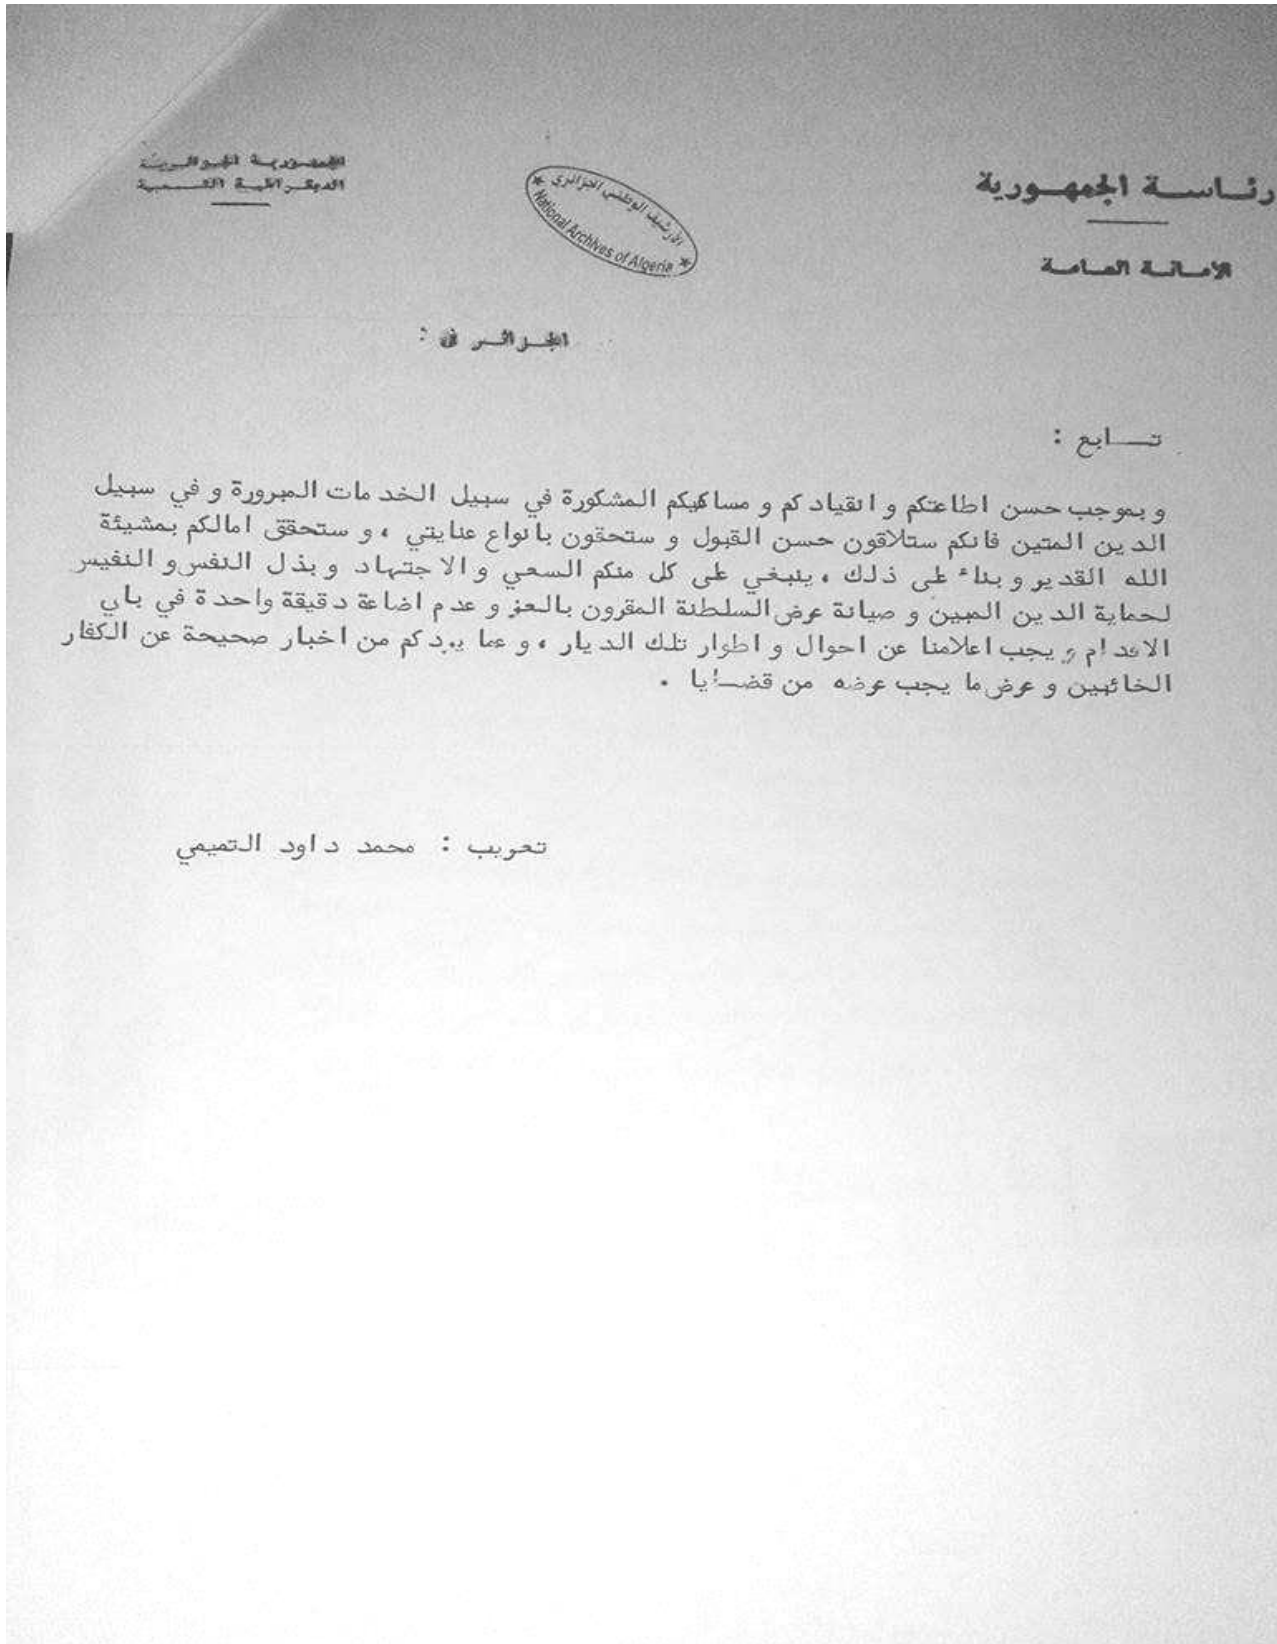 الجمهورية الجزائرية
الديمقراطية الشعبية
رئاسة الجمهورية
الأمانة العامة
الأرشيف الوطني الجزائري
National Archives of Algeria
الجزائر في :
تابع :
و بموجب حسن اطاعتكم و انقيادكم و مساعيكم المشكورة في سبيل الخدمات المبرورة و في سبيل
الدين المتين فانكم ستلاقون حسن القبول و ستحقون بانواع عنايتي ، و ستحقق امالكم بمشيئة
الله القدير و بناء على ذلك ، ينبغي على كل منكم السعي و الاجتهاد و بذل النفس و النفيس
لحماية الدين المبين و صيانة عرض السلطنة المقرون بالعز و عدم اضاعة دقيقة واحدة في باي
الاقدام و يجب اعلامنا عن احوال و اطوار تلك الديار ، و عما يردكم من اخبار صحيحة عن الكفار
الخائبين و عرض ما يجب عرضه من قضايا .
تعريب : محمد داود التميمي